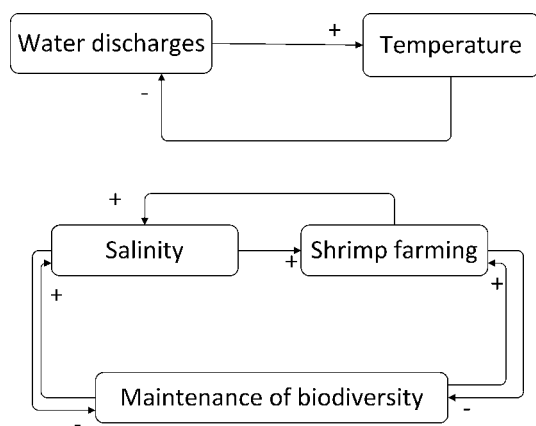 Water discharges
+
Temperature
-
+
Salinity
+
Shrimp farming
+
+
Maintenance of biodiversity
-
-